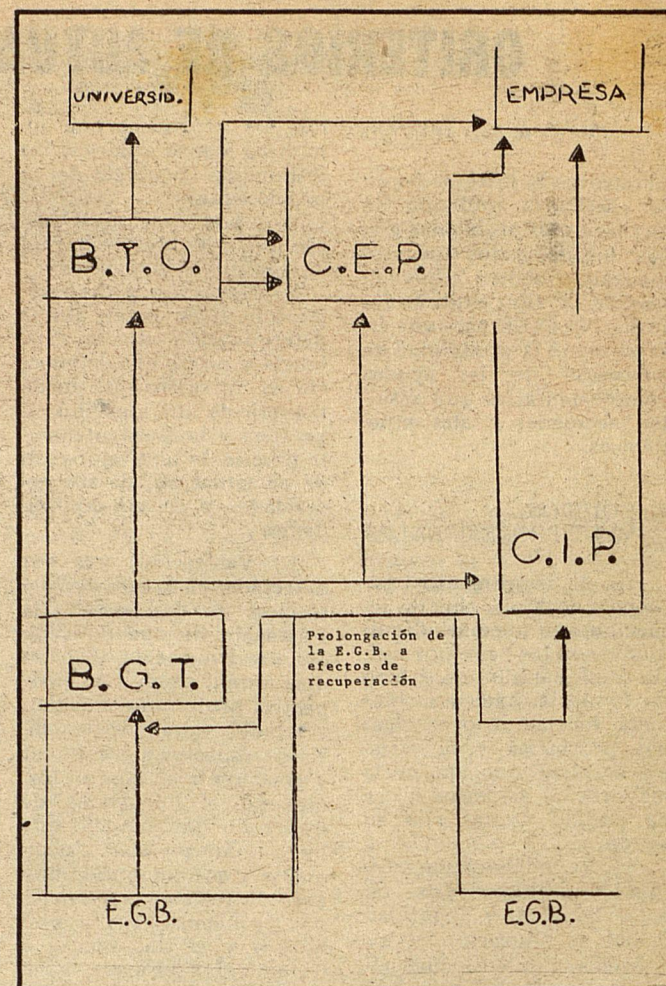 UNIVERSID.
EMPRESA
B.T.O.
C.E.P.
C.I.P.
B.G.T.
Prolongación de
la E.G.B. a
efectos de
recuperación
E.G.B.
E.G.B.